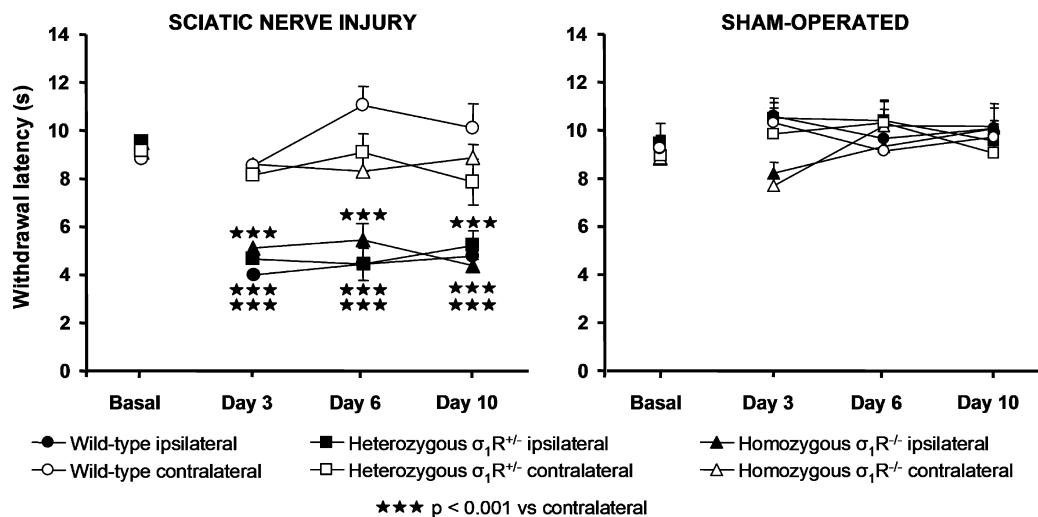 SCIATIC NERVE INJURY
SHAM-OPERATED
Withdrawal latency (s)
14
12
10
8
6
4
2
0
★★★
★★★
★★★
★★★
★★★
★★★
★★★
★★★
★★★
Basal Day 3 Day 6 Day 10
14
12
10
8
6
4
2
0
Basal Day 3 Day 6 Day 10
Wild-type ipsilateral
Heterozygous σ₁R⁺/⁻ ipsilateral
Homozygous σ₁R⁻/⁻ ipsilateral
Wild-type contralateral
Heterozygous σ₁R⁺/⁻ contralateral
Homozygous σ₁R⁻/⁻ contralateral
★★★ p < 0.001 vs contralateral